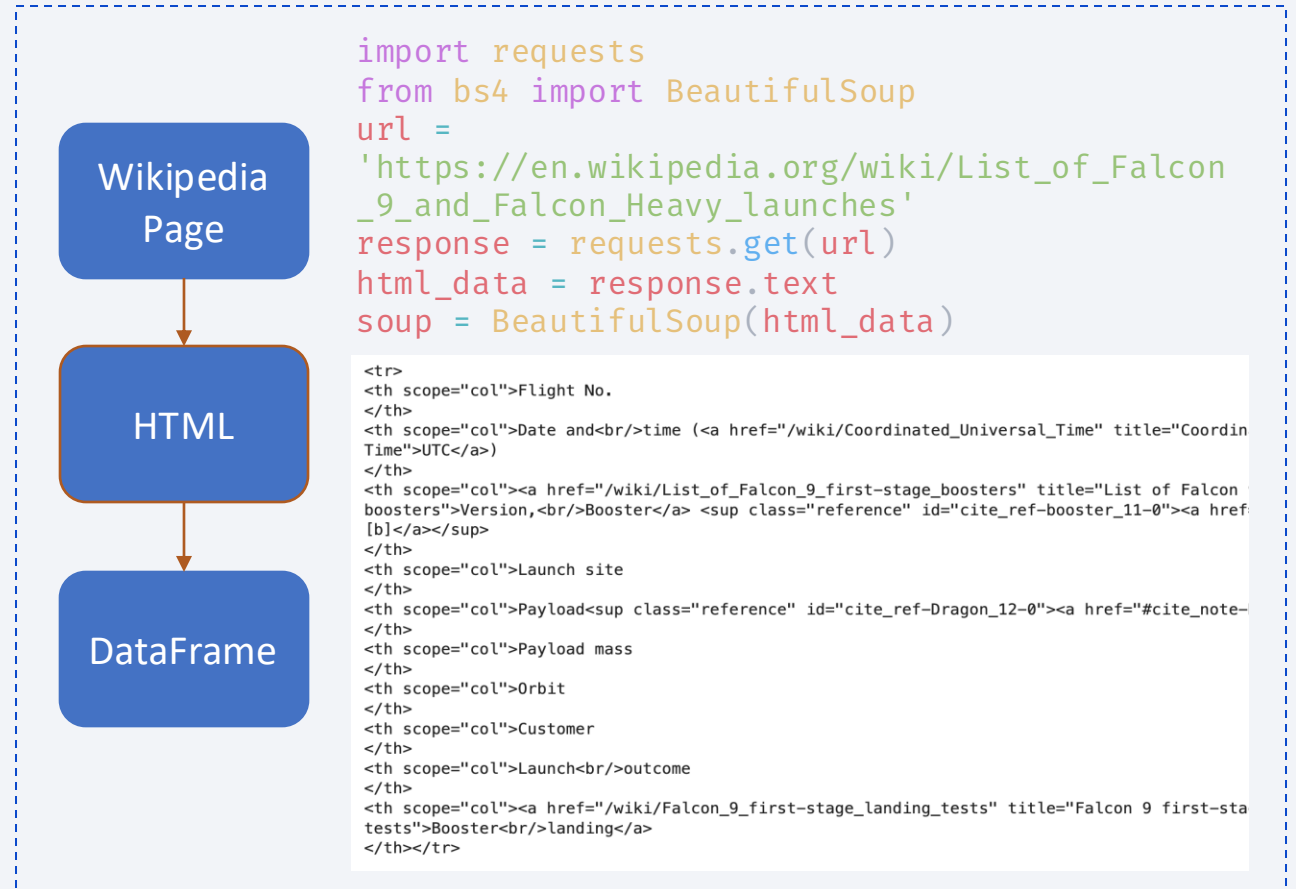 import requests
from bs4 import BeautifulSoup
url =
'https://en.wikipedia.org/wiki/List_of_Falcon
_9_and_Falcon_Heavy_launches'
response = requests.get(url)
html_data = response.text
soup = BeautifulSoup(html_data)
Wikipedia
Page
HTML
DataFrame
<tr>
<th scope="col">Flight No.
</th>
<th scope="col">Date and<br/>time (<a href="/wiki/Coordinated_Universal_Time" title="Coordin
Time">UTC</a>)
</th>
<th scope="col"><a href="/wiki/List_of_Falcon_9_first-stage_boosters" title="List of Falcon
boosters">Version,<br/>Booster</a> <sup class="reference" id="cite_ref-booster_11-0"><a href
[b]</a></sup>
</th>
<th scope="col">Launch site
</th>
<th scope="col">Payload<sup class="reference" id="cite_ref-Dragon_12-0"><a href="#cite_note-
</th>
<th scope="col">Payload mass
</th>
<th scope="col">Orbit
</th>
<th scope="col">Customer
</th>
<th scope="col">Launch<br/>outcome
</th>
<th scope="col"><a href="/wiki/Falcon_9_first-stage_landing_tests" title="Falcon 9 first-sta
tests">Booster<br/>landing</a>
</th></tr>